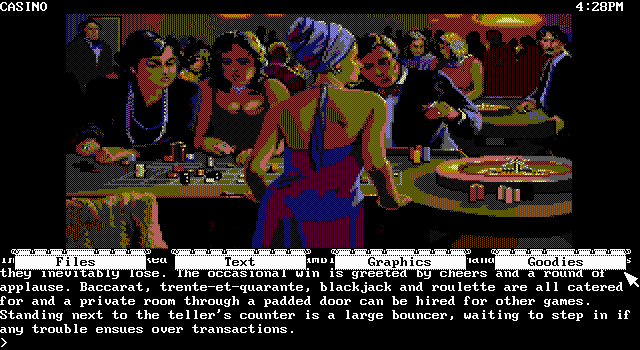 CASINO 4:28PM
Files Text Graphics Goodies
they inevitably lose. The occasional win is greeted by cheers and a round of
applause. Baccarat, trente-et-quarante, blackjack and roulette are all catered
for and a private room through a padded door can be hired for other games.
Standing next to the teller's counter is a large bouncer, waiting to step in if
any trouble ensues over transactions.
>